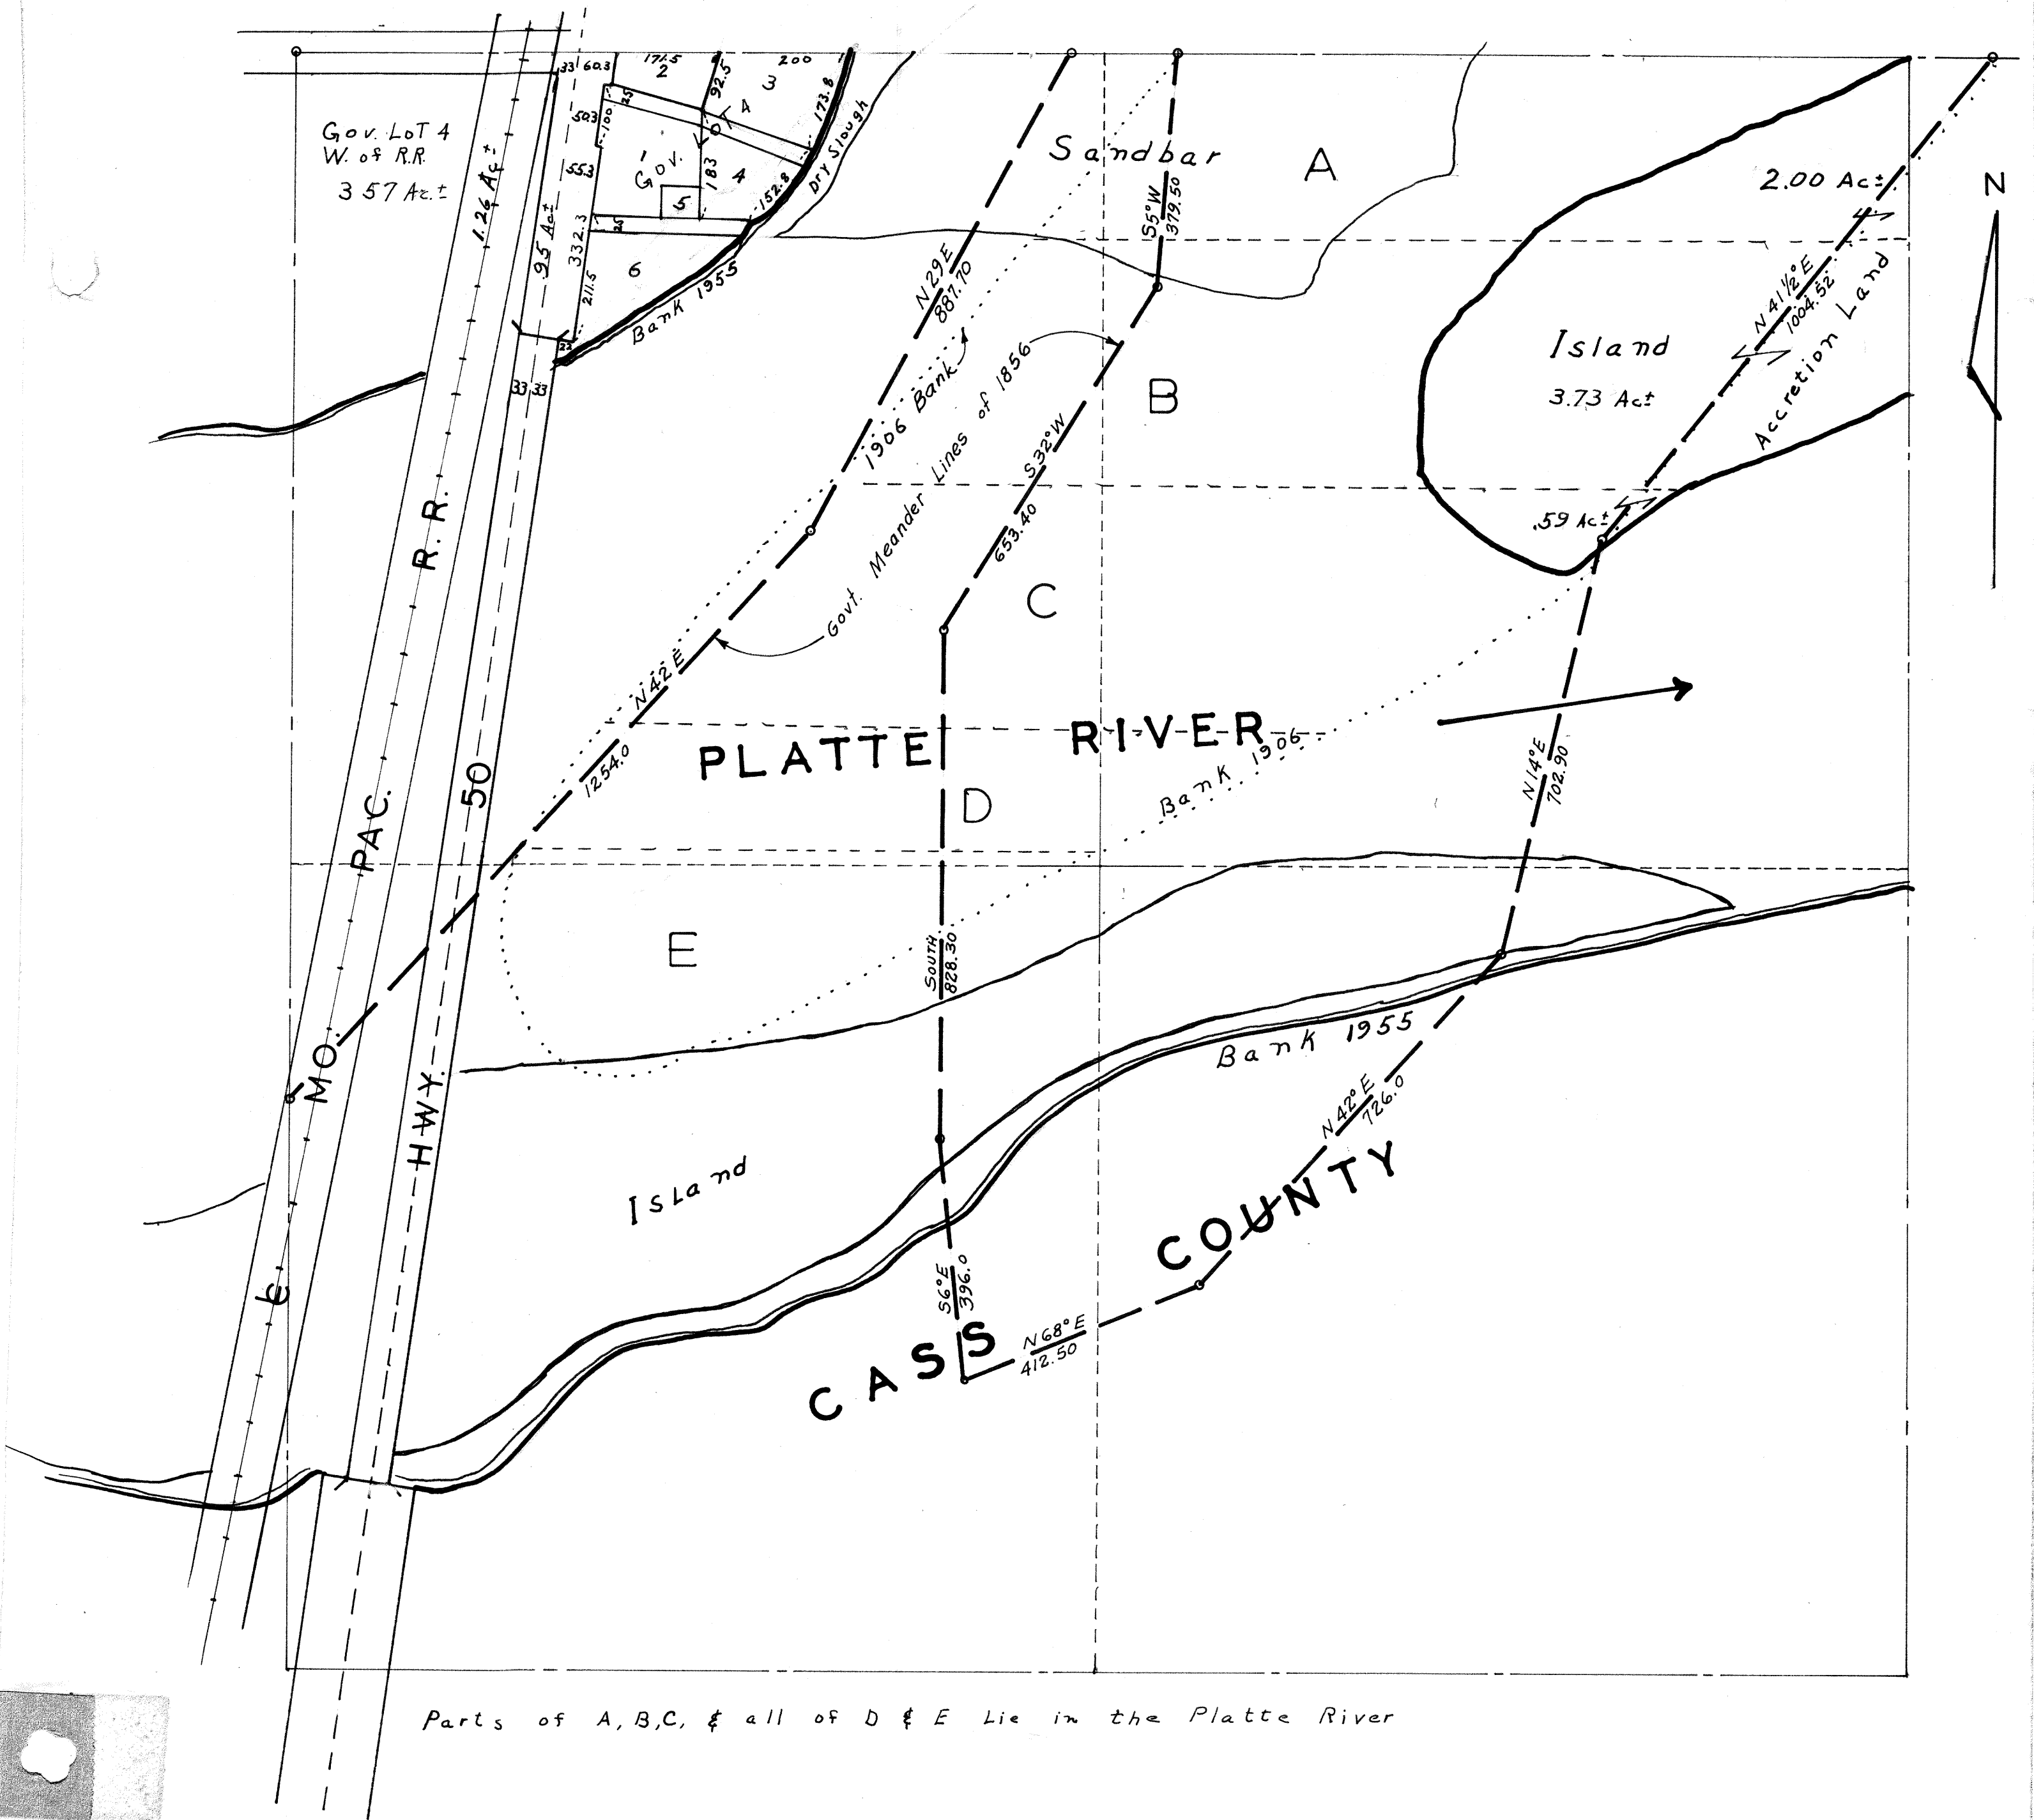 33 60.3
171.5
2
92.5
3
200
173.8
Dry Slough
25
50.3
100
LOT 4
Gov. LoT 4
W. of R.R.
3 57 Ac.±
1.26 Ac±
.95 Ac±
55.3
1
Gov.
183
4
152.8
5
25
332.3
6
211.5
22
33 33
Bank 1955
Sandbar
A
S5°W
379.50
N 29 E
887.70
1906 Bank
Govt. Meander Lines of 1856
B
S32°W
653.40
C
2.00 Ac±
N
N 41½° E
1004.52
Accretion Land
Island
3.73 Ac±
.59 Ac±
N 42 E
1254.0
PLATTE RIVER
Bank 1906
D
N14°E
702.90
E
SOUTH
828.30
Bank 1955
N 42° E
726.0
Island
S6°E
396.0
N 68° E
412.50
CASS COUNTY
₠ MO. PAC. R. R.
HWY. 50
Parts of A, B, C, & all of D & E Lie in the Platte River